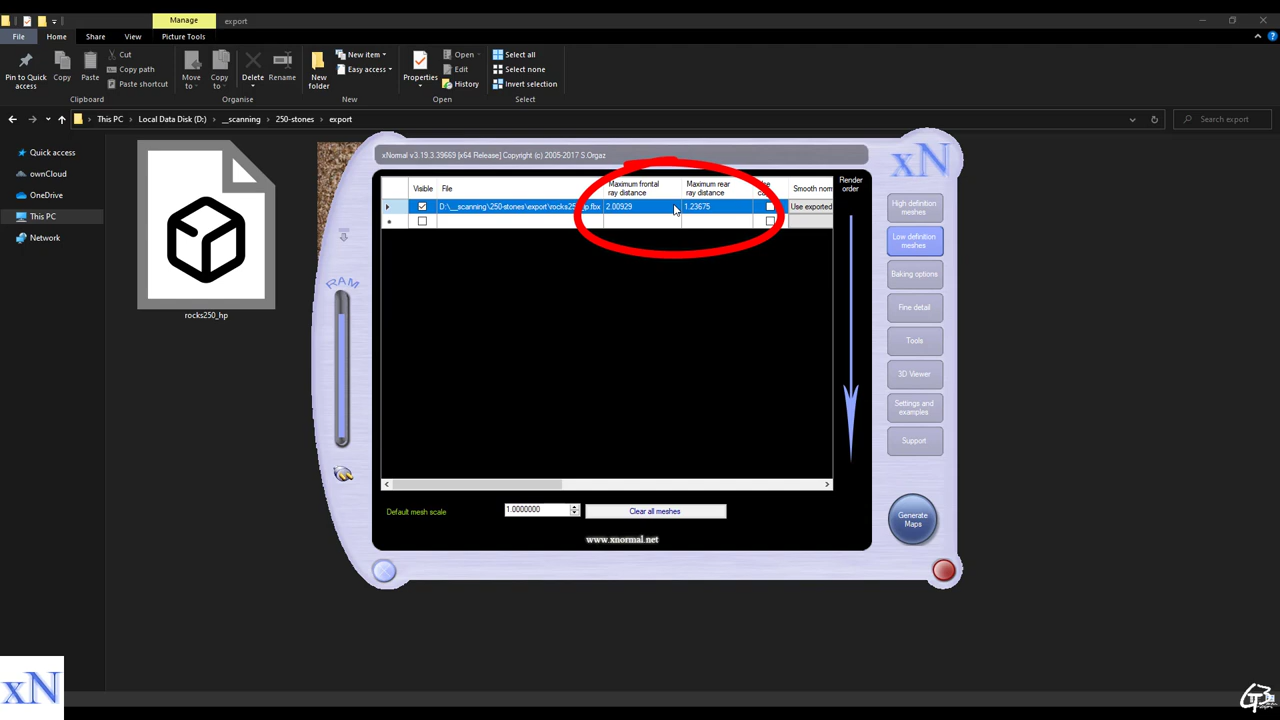 Manage
export
File
Home
Share
View
Picture Tools
Pin to Quick
access
Copy
Paste
Cut
Copy path
Paste shortcut
Clipboard
Move
to
Copy
to
Delete
Rename
Organise
New
folder
New item
Easy access
New
Properties
Open
Edit
History
Open
Select all
Select none
Invert selection
Select
This PC
Local Data Disk (D:)
__scanning
250-stones
export
Search export
Quick access
ownCloud
OneDrive
This PC
Network
rocks250_hp
xNormal v3.19.3.39669 [x64 Release] Copyright (c) 2005-2017 S.Orgaz
xN
Visible
File
Maximum frontal
ray distance
Maximum rear
ray distance
Smooth norm
Render
order
2.00929
1.23675
Use exported
RAM
High definition
meshes
Low definition
meshes
Baking options
Fine detail
Tools
3D Viewer
Settings and
examples
Support
Generate
Maps
Default mesh scale
1.0000000
Clear all meshes
www.xnormal.net
xN